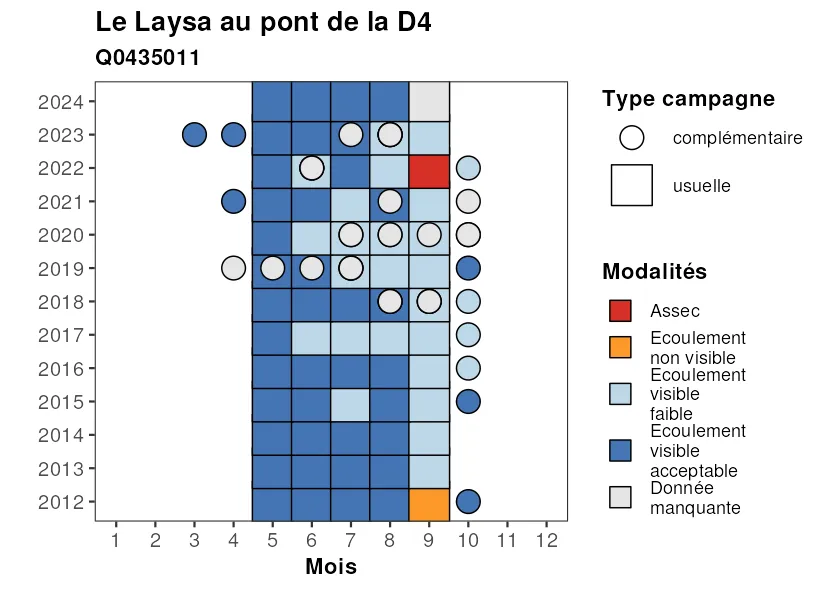 Le Laysa au pont de la D4
Q0435011
2024
2023
2022
2021
2020
2019
2018
2017
2016
2015
2014
2013
2012
1 2 3 4 5 6 7 8 9 10 11 12
Mois
Type campagne
complémentaire
usuelle
Modalités
Assec
Ecoulement
non visible
Ecoulement
visible
faible
Ecoulement
visible
acceptable
Donnée
manquante